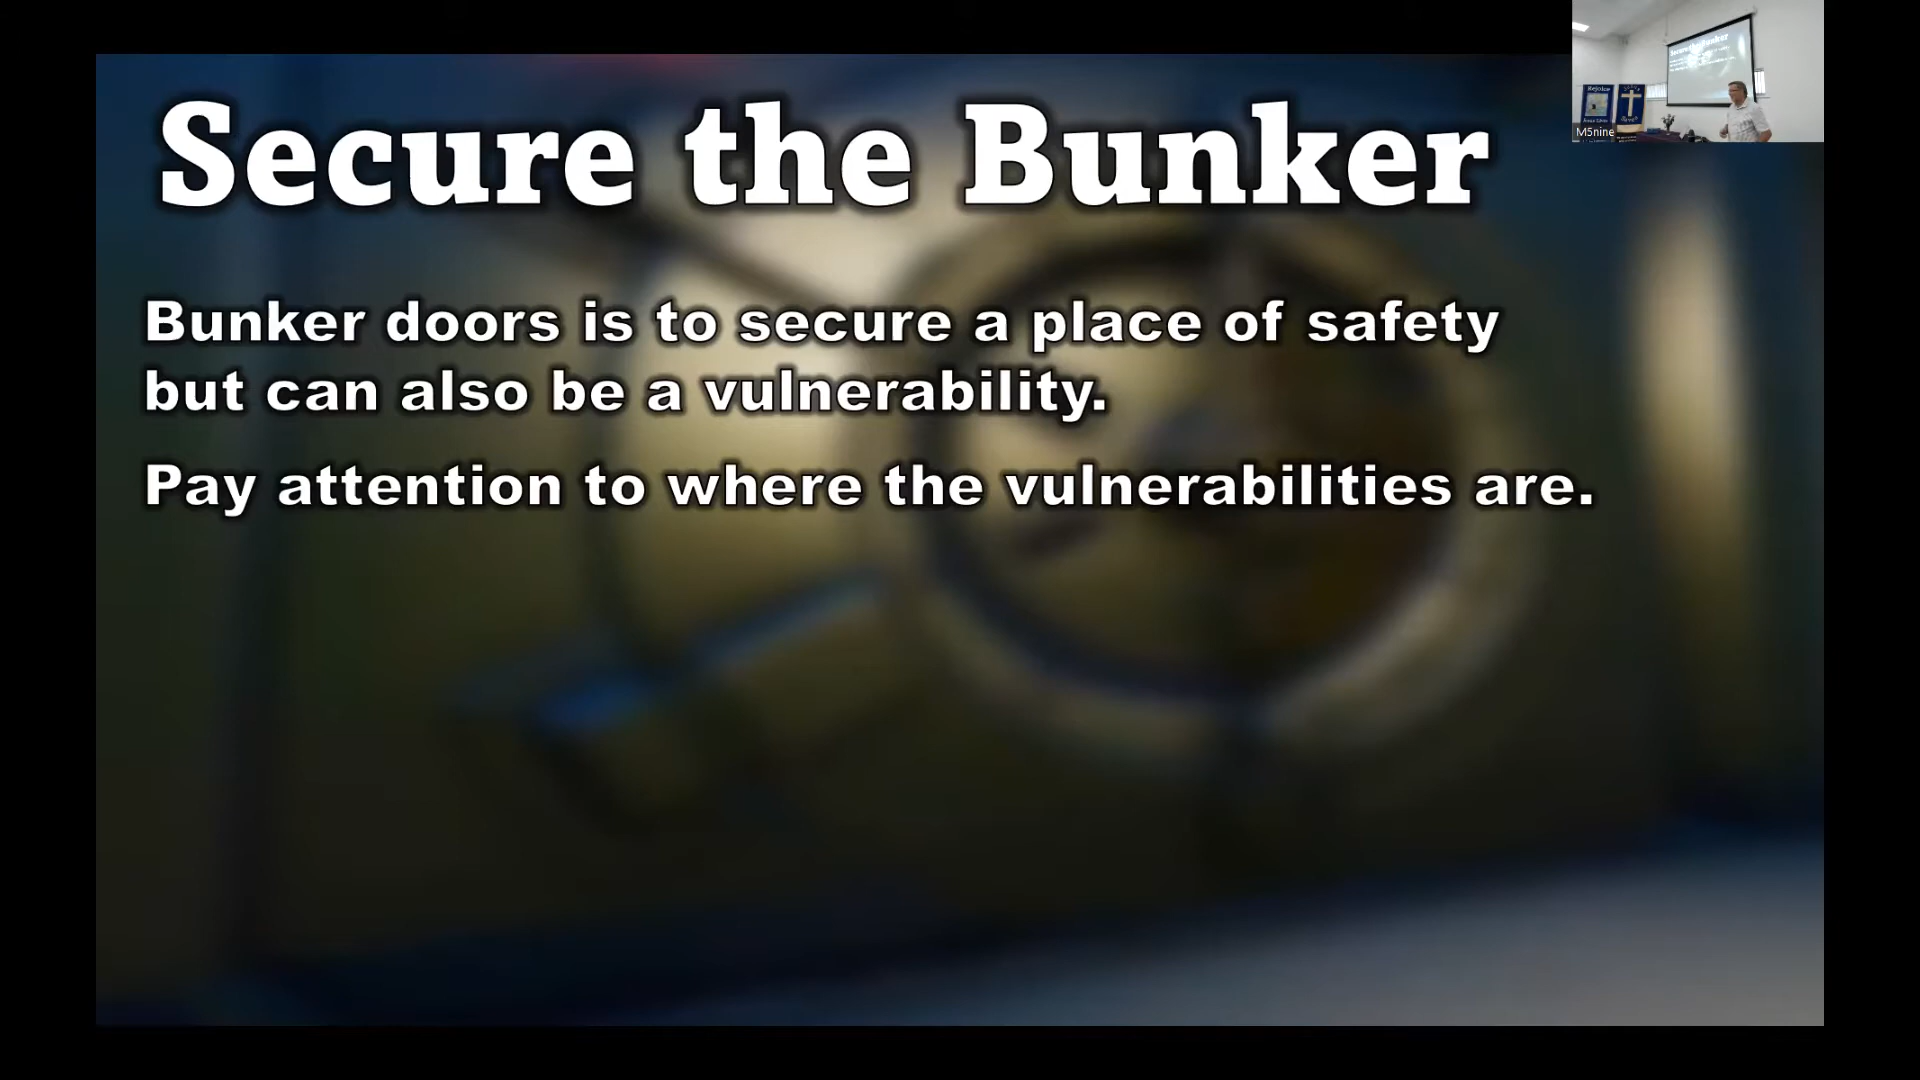 Secure the Bunker
Bunker doors is to secure a place of safety
but can also be a vulnerability.
Pay attention to where the vulnerabilities are.
Rejoice
M5nine